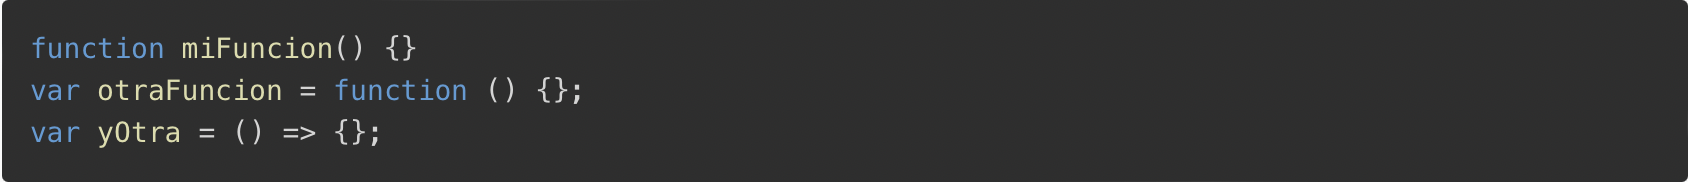 function miFuncion() {}
var otraFuncion = function () {};
var yOtra = () => {};